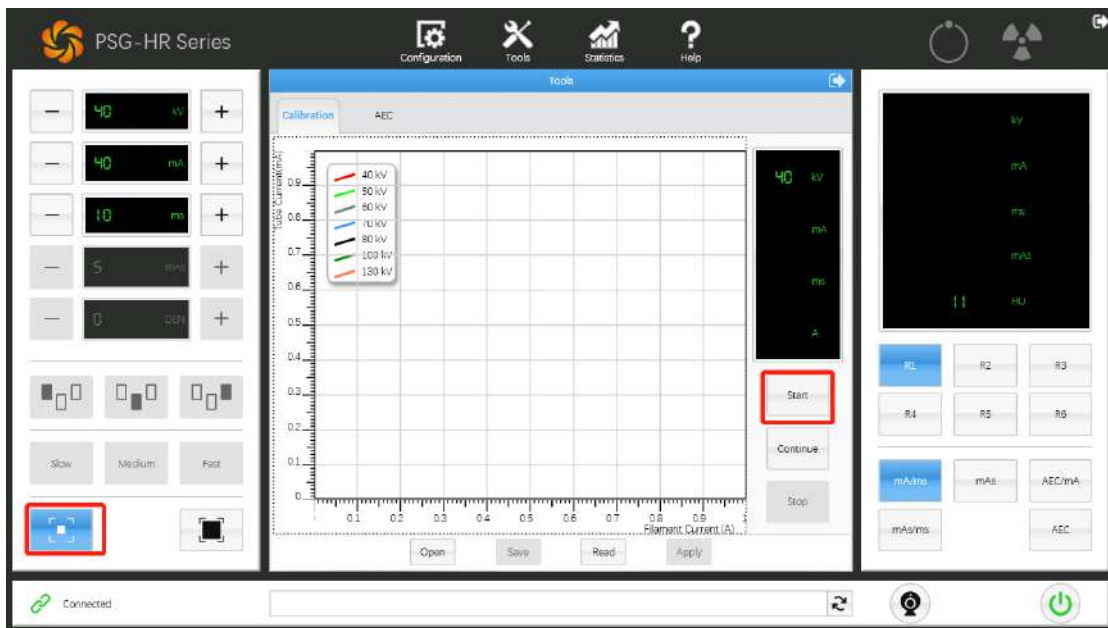 PSG-HR Series
Configuration
Tools
Statistics
Help
40 kV
40 mA
10 ms
5 mAs
0 DEN
Slow
Medium
Fast
Tools
Calibration
AEC
Tube Current(mA)
0.9
0.8
0.7
0.6
0.5
0.4
0.3
0.2
0.1
0
40 kV
50 kV
60 kV
70 kV
80 kV
100 kV
130 kV
0.1 0.2 0.3 0.4 0.5 0.6 0.7 0.8 0.9 1
Filament Current (A)
40 kV
mA
ms
A
Start
Continue
Stop
Open
Save
Read
Apply
kV
mA
ms
mAs
11 HU
R1
R2
R3
R4
R5
R6
mA/ms
mAs
AEC/mA
mAs/ms
AEC
Connected